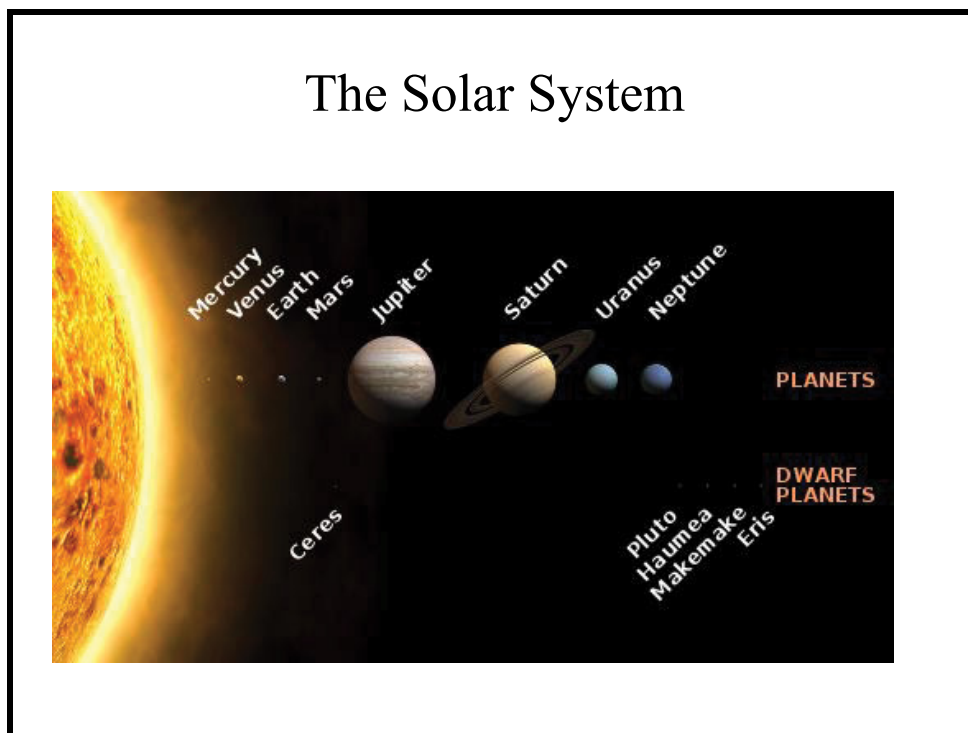 The Solar System
Mercury
Venus
Earth
Mars
Jupiter
Saturn
Uranus
Neptune
PLANETS
Ceres
Pluto
Haumea
Makemake
Eris
DWARF
PLANETS